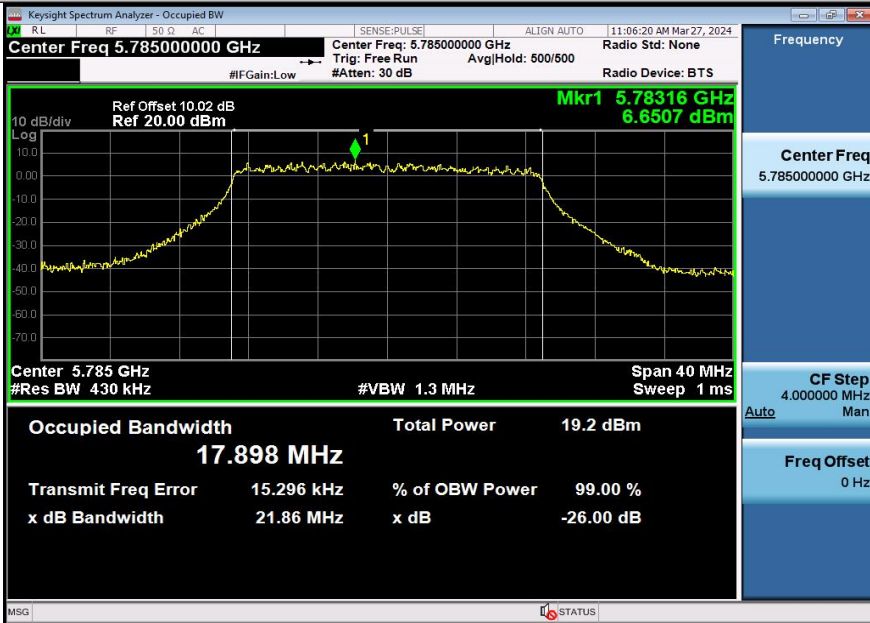 Keysight Spectrum Analyzer - Occupied BW
LXI RL RF 50 Ω AC SENSE:PULSE ALIGN AUTO 11:06:20 AM Mar 27, 2024
Center Freq 5.785000000 GHz
Center Freq: 5.785000000 GHz Radio Std: None
Trig: Free Run Avg|Hold: 500/500
#IFGain:Low #Atten: 30 dB Radio Device: BTS
Frequency
Ref Offset 10.02 dB Mkr1 5.78316 GHz
10 dB/div Ref 20.00 dBm 6.6507 dBm
Log
1
10.0
0.00
-10.0
-20.0
-30.0
-40.0
-50.0
-60.0
-70.0
Center 5.785 GHz Span 40 MHz
#Res BW 430 kHz #VBW 1.3 MHz Sweep 1 ms
Center Freq
5.785000000 GHz
CF Step
4.000000 MHz
Auto Man
Freq Offset
0 Hz
Occupied Bandwidth Total Power 19.2 dBm
17.898 MHz
Transmit Freq Error 15.296 kHz % of OBW Power 99.00 %
x dB Bandwidth 21.86 MHz x dB -26.00 dB
MSG STATUS